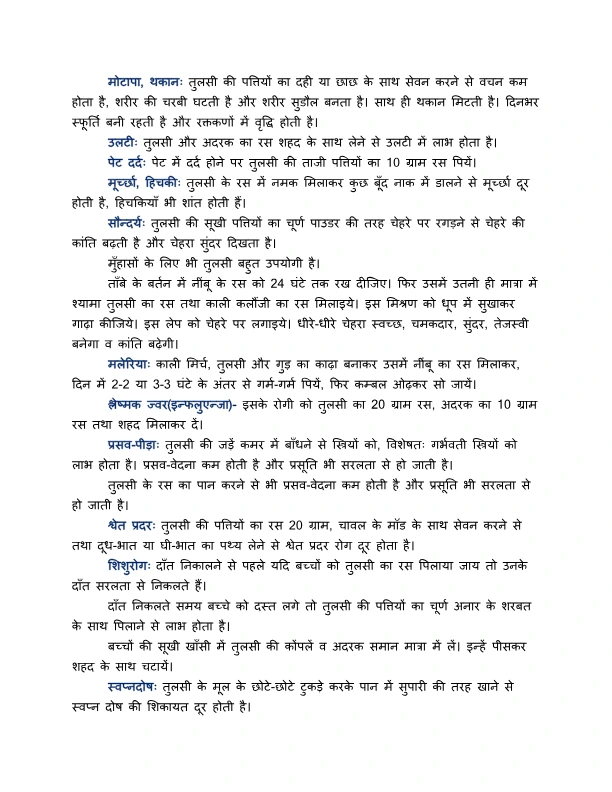 मोटापा, थकानः तुलसी की पत्तियों का दही या छाछ के साथ सेवन करने से वचन कम
होता है, शरीर की चरबी घटती है और शरीर सुडौल बनता है। साथ ही थकान मिटती है। दिनभर
स्फूर्ति बनी रहती है और रक्तकणों में वृद्धि होती है।
उलटीः तुलसी और अदरक का रस शहद के साथ लेने से उलटी में लाभ होता है।
पेट दर्दः पेट में दर्द होने पर तुलसी की ताजी पत्तियों का 10 ग्राम रस पियें।
मूर्च्छा, हिचकीः तुलसी के रस में नमक मिलाकर कुछ बूँद नाक में डालने से मूर्च्छा दूर
होती है, हिचकियाँ भी शांत होती हैं।
सौन्दर्यः तुलसी की सूखी पत्तियों का चूर्ण पाउडर की तरह चेहरे पर रगड़ने से चेहरे की
कांति बढ़ती है और चेहरा सुंदर दिखता है।
मुँहासों के लिए भी तुलसी बहुत उपयोगी है।
ताँबे के बर्तन में नींबू के रस को 24 घंटे तक रख दीजिए। फिर उसमें उतनी ही मात्रा में
श्यामा तुलसी का रस तथा काली कलौंजी का रस मिलाइये। इस मिश्रण को धूप में सुखाकर
गाढ़ा कीजिये। इस लेप को चेहरे पर लगाइये। धीरे-धीरे चेहरा स्वच्छ, चमकदार, सुंदर, तेजस्वी
बनेगा व कांति बढ़ेगी।
मलेरियाः काली मिर्च, तुलसी और गुड़ का काढ़ा बनाकर उसमें नींबू का रस मिलाकर,
दिन में 2-2 या 3-3 घंटे के अंतर से गर्म-गर्म पियें, फिर कम्बल ओढ़कर सो जायें।
श्लेष्मक ज्वर(इन्फलुएन्जा)- इसके रोगी को तुलसी का 20 ग्राम रस, अदरक का 10 ग्राम
रस तथा शहद मिलाकर दें।
प्रसव-पीड़ाः तुलसी की जड़ें कमर में बाँधने से स्त्रियों को, विशेषतः गर्भवती स्त्रियों को
लाभ होता है। प्रसव-वेदना कम होती है और प्रसूति भी सरलता से हो जाती है।
तुलसी के रस का पान करने से भी प्रसव-वेदना कम होती है और प्रसूति भी सरलता से
हो जाती है।
श्वेत प्रदरः तुलसी की पत्तियों का रस 20 ग्राम, चावल के माँड के साथ सेवन करने से
तथा दूध-भात या घी-भात का पथ्य लेने से श्वेत प्रदर रोग दूर होता है।
शिशुरोगः दाँत निकालने से पहले यदि बच्चों को तुलसी का रस पिलाया जाय तो उनके
दाँत सरलता से निकलते हैं।
दाँत निकलते समय बच्चे को दस्त लगे तो तुलसी की पत्तियों का चूर्ण अनार के शरबत
के साथ पिलाने से लाभ होता है।
बच्चों की सूखी खाँसी में तुलसी की कोंपलें व अदरक समान मात्रा में लें। इन्हें पीसकर
शहद के साथ चटायें।
स्वप्नदोषः तुलसी के मूल के छोटे-छोटे टुकड़े करके पान में सुपारी की तरह खाने से
स्वप्न दोष की शिकायत दूर होती है।